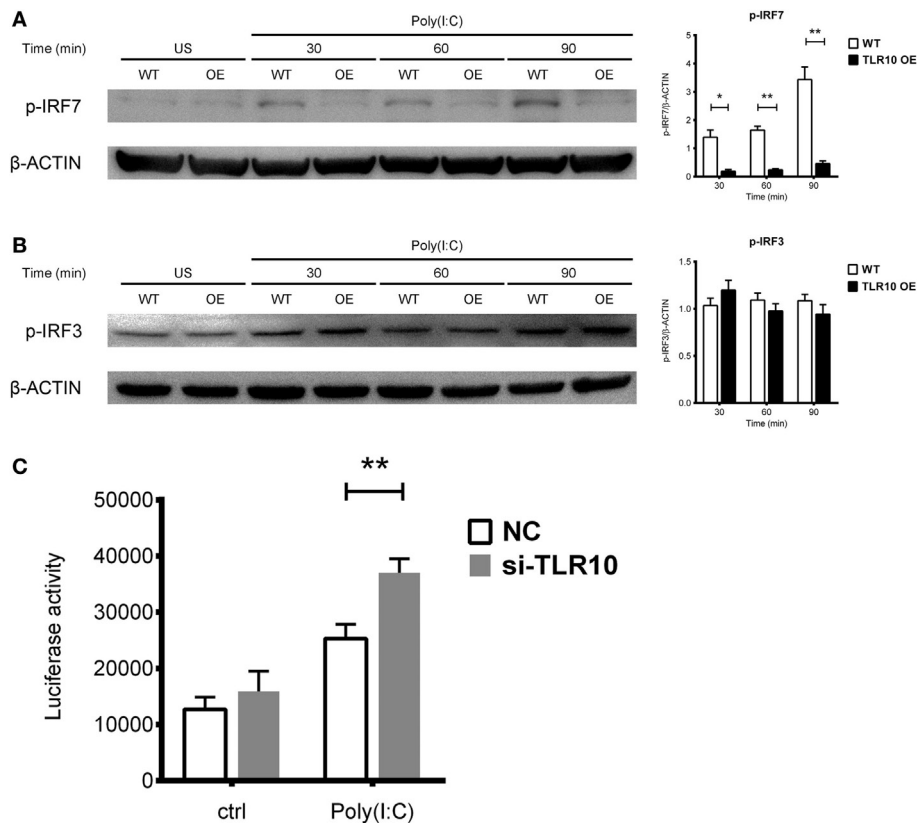 A
Poly(I:C)
Time (min) US 30 60 90
WT OE WT OE WT OE WT OE
p-IRF7
β-ACTIN
p-IRF7
p-IRF7/β-ACTIN
5
4
3
2
1
0
* ** **
WT
TLR10 OE
30 60 90
Time (min)
B
Poly(I:C)
Time (min) US 30 60 90
WT OE WT OE WT OE WT OE
p-IRF3
β-ACTIN
p-IRF3
p-IRF3/β-ACTIN
1.5
1.0
0.5
0.0
WT
TLR10 OE
30 60 90
Time (min)
C
Luciferase activity
50000
40000
30000
20000
10000
0
**
NC
si-TLR10
ctrl Poly(I:C)